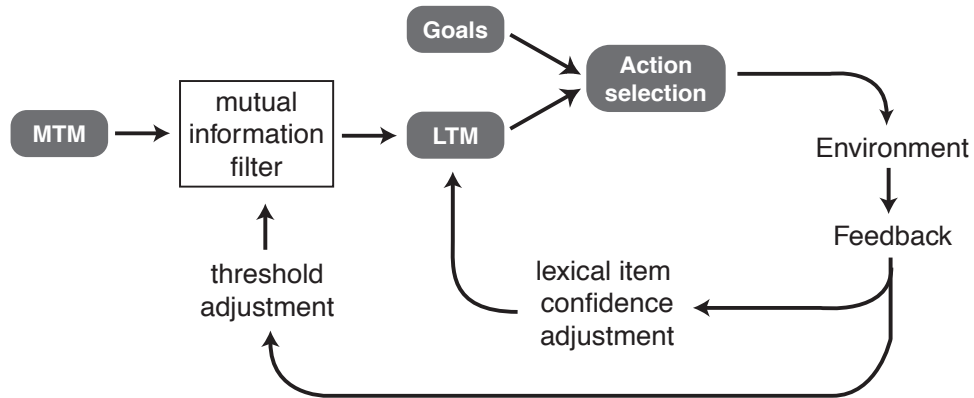 Goals
Action
selection
MTM
mutual
information
filter
LTM
Environment
Feedback
threshold
adjustment
lexical item
confidence
adjustment